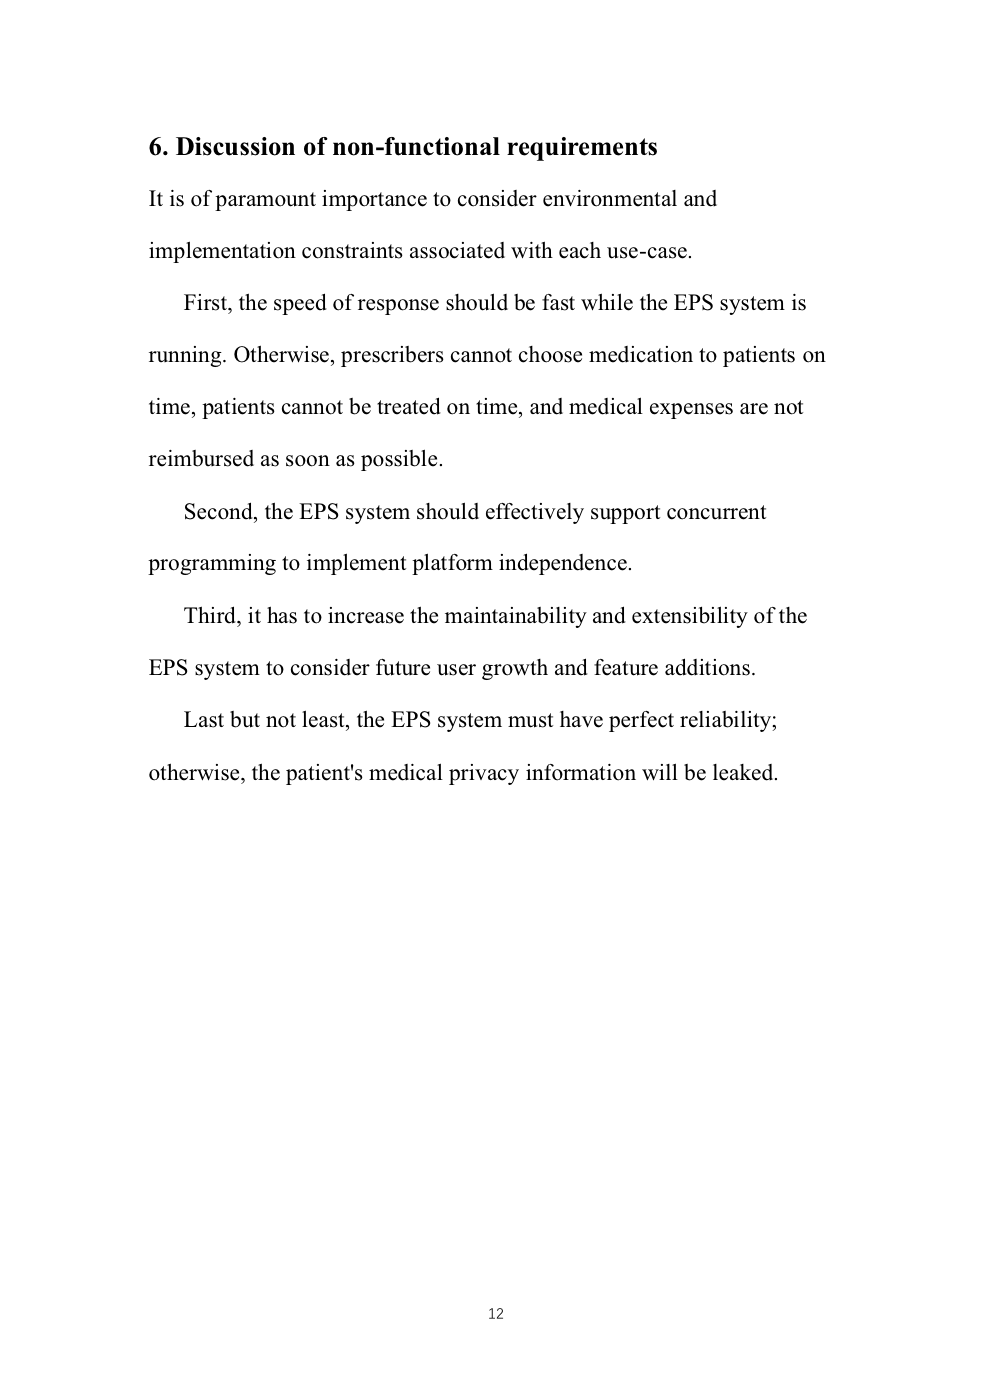 6. Discussion of non-functional requirements
It is of paramount importance to consider environmental and
implementation constraints associated with each use-case.
First, the speed of response should be fast while the EPS system is
running. Otherwise, prescribers cannot choose medication to patients on
time, patients cannot be treated on time, and medical expenses are not
reimbursed as soon as possible.
Second, the EPS system should effectively support concurrent
programming to implement platform independence.
Third, it has to increase the maintainability and extensibility of the
EPS system to consider future user growth and feature additions.
Last but not least, the EPS system must have perfect reliability;
otherwise, the patient's medical privacy information will be leaked.
12